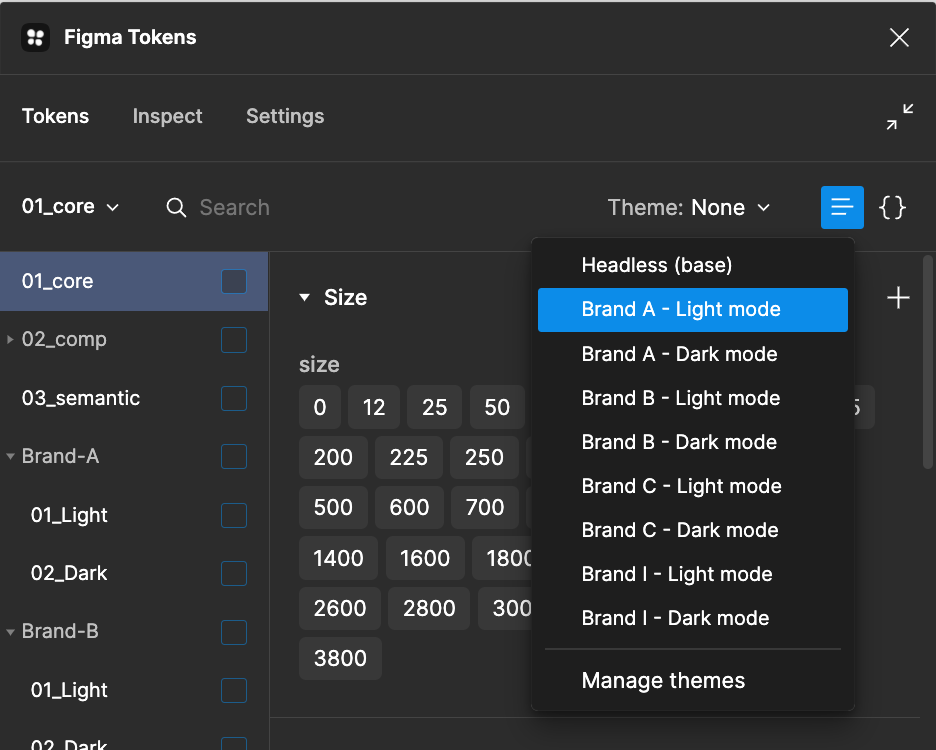 Figma Tokens
Tokens Inspect Settings
01_core Search Theme: None {}
01_core
02_comp
03_semantic
Brand-A
01_Light
02_Dark
Brand-B
01_Light
02_Dark
Size
size
0 12 25 50
200 225 250
500 600 700
1400 1600 1800
2600 2800 300
3800
Headless (base)
Brand A - Light mode
Brand A - Dark mode
Brand B - Light mode
Brand B - Dark mode
Brand C - Light mode
Brand C - Dark mode
Brand I - Light mode
Brand I - Dark mode
Manage themes